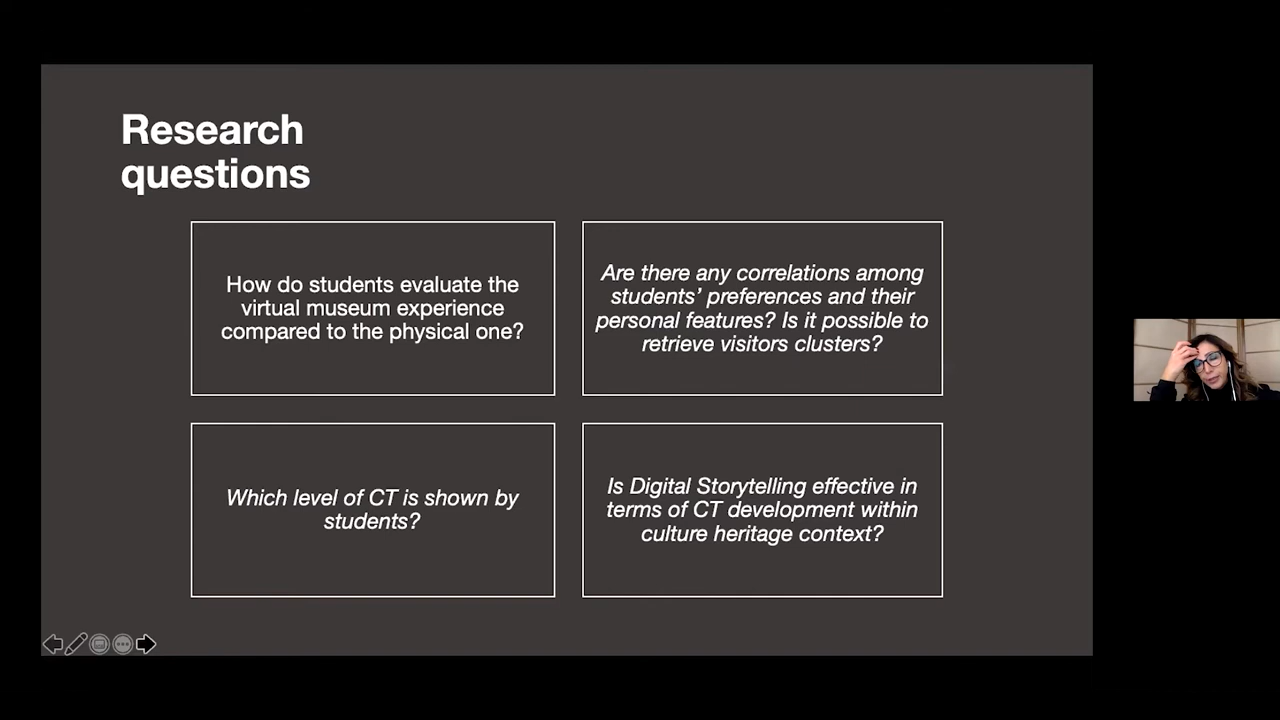 Research
questions
How do students evaluate the
virtual museum experience
compared to the physical one?
Are there any correlations among
students’ preferences and their
personal features? Is it possible to
retrieve visitors clusters?
Which level of CT is shown by
students?
Is Digital Storytelling effective in
terms of CT development within
culture heritage context?